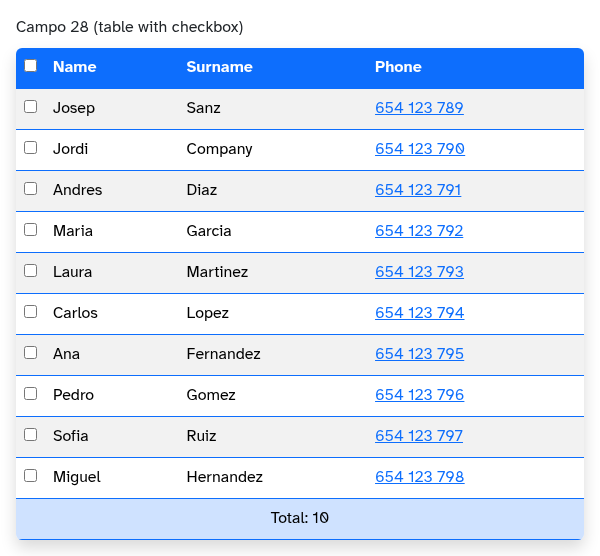 Campo 28 (table with checkbox)
Name Surname Phone
Josep Sanz 654 123 789
Jordi Company 654 123 790
Andres Diaz 654 123 791
Maria Garcia 654 123 792
Laura Martinez 654 123 793
Carlos Lopez 654 123 794
Ana Fernandez 654 123 795
Pedro Gomez 654 123 796
Sofia Ruiz 654 123 797
Miguel Hernandez 654 123 798
Total: 10